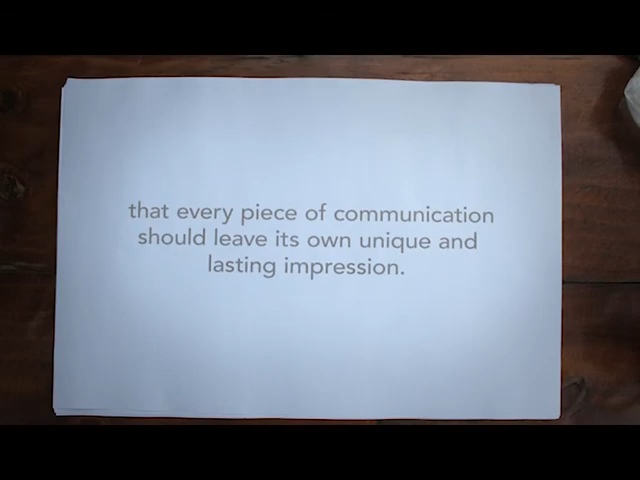 that every piece of communication
should leave its own unique and
lasting impression.